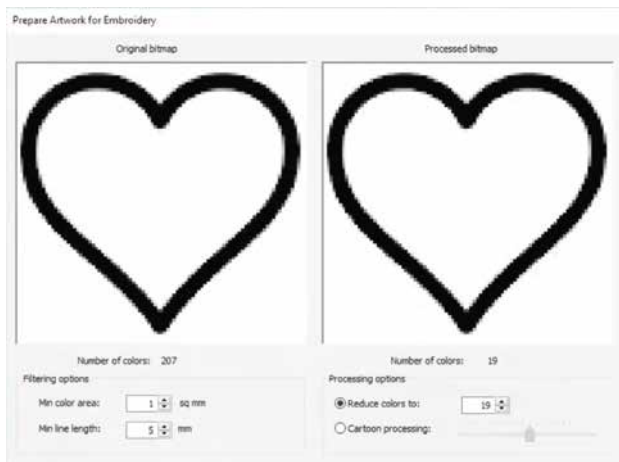 Prepare Artwork for Embroidery
Original bitmap Processed bitmap
Number of colors: 207 Number of colors: 19
Filtering options Processing options
Min color area: 1 sq mm Reduce colors to: 19
Min line length: 5 mm Cartoon processing: